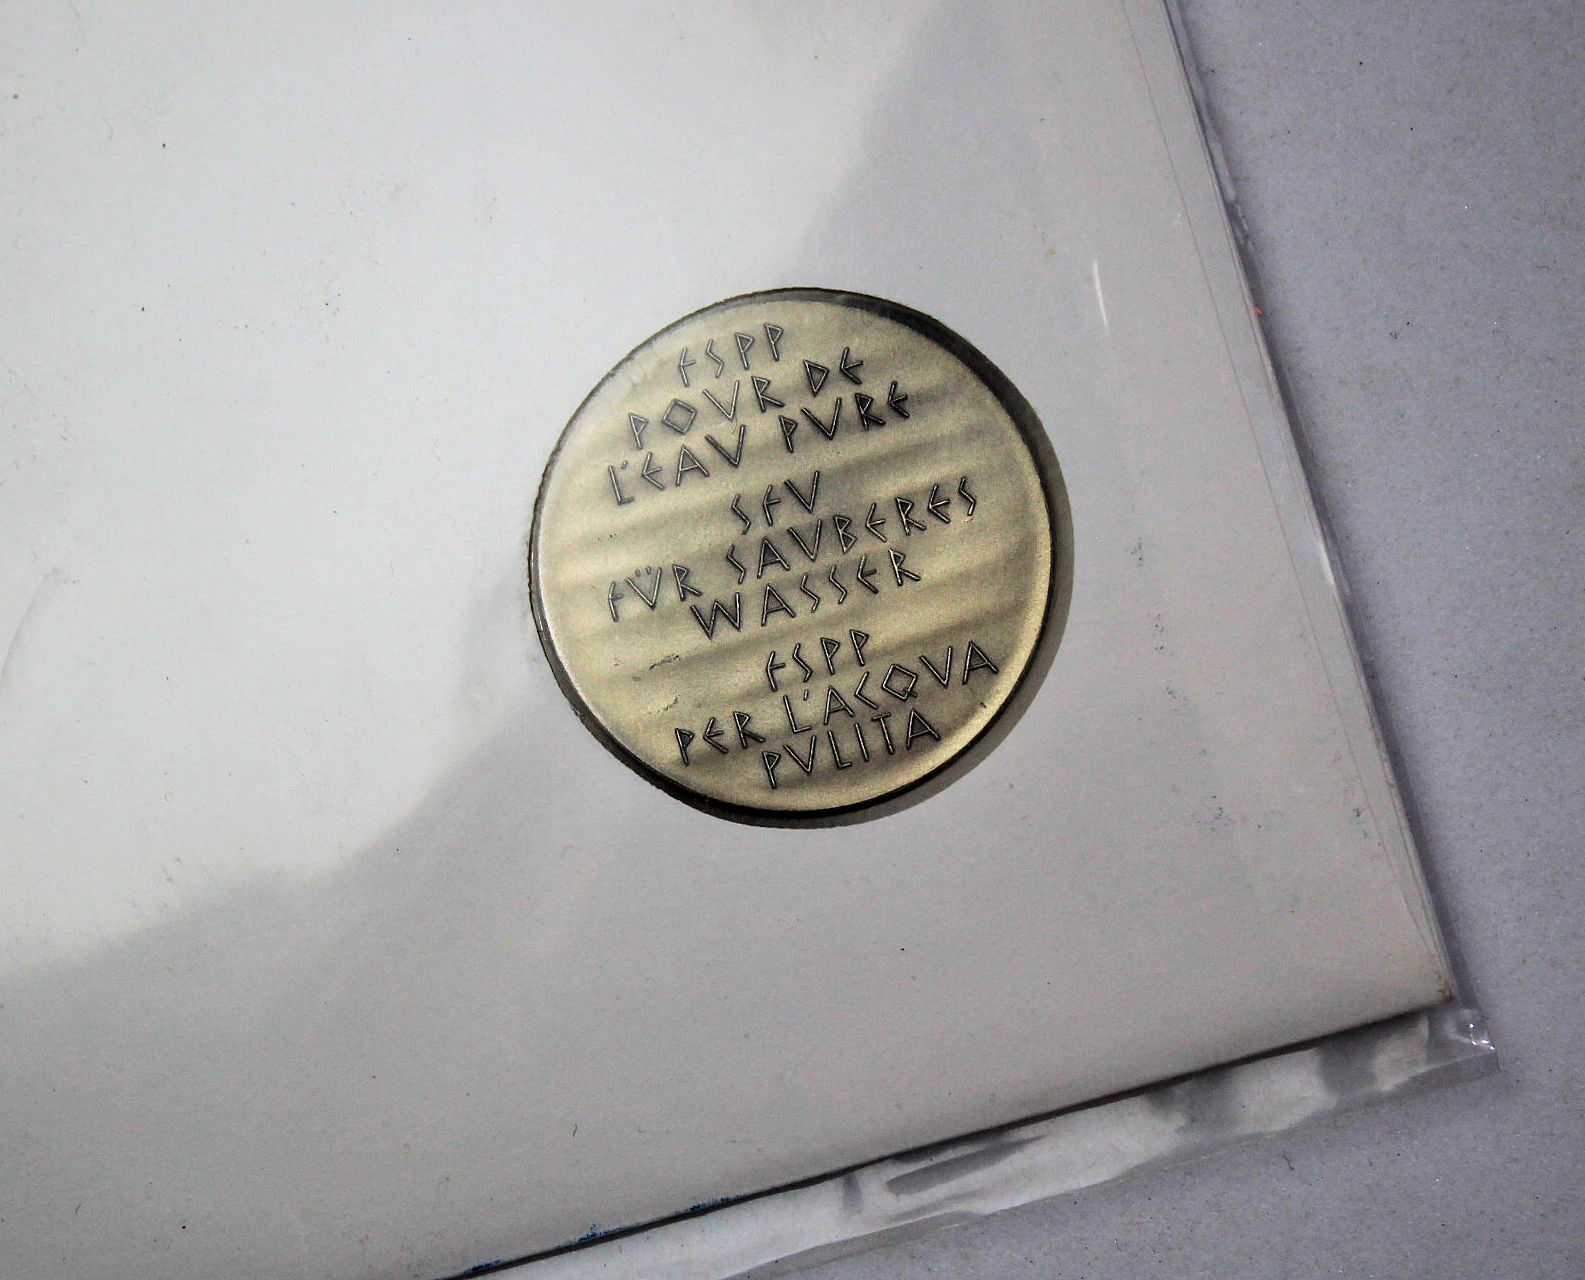 FSPP
POVR DE
L'EAV PVRE
SFV
FÜR SAVBERES
WASSER
FSPP
PER L'ACQVA
PVLITA